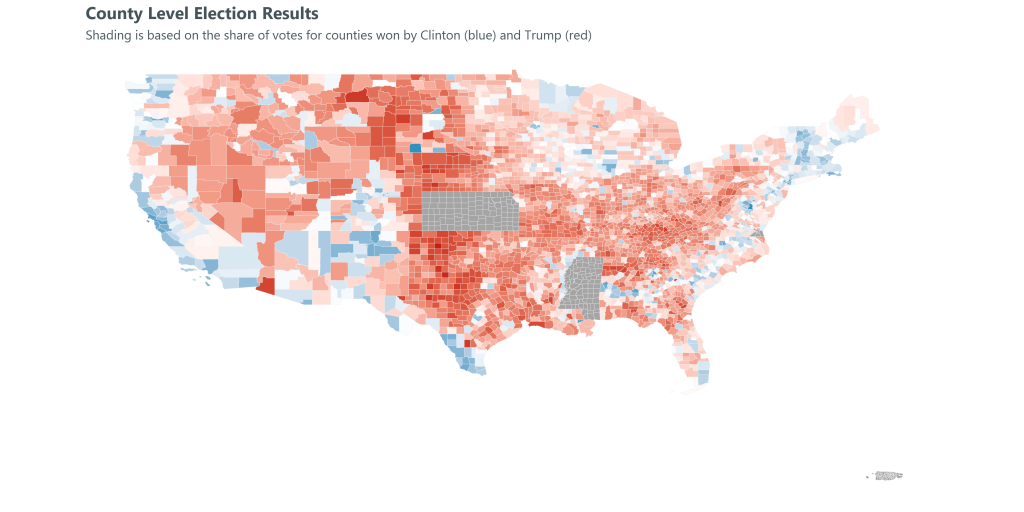 County Level Election Results
Shading is based on the share of votes for counties won by Clinton (blue) and Trump (red)